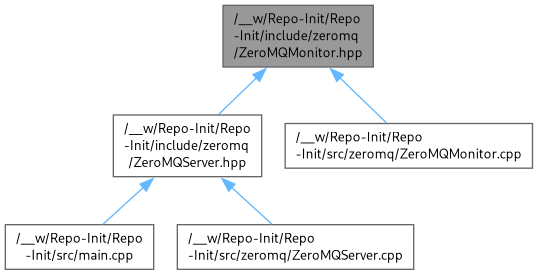 /__w/Repo-Init/Repo
-Init/include/zeromq
/ZeroMQMonitor.hpp
/__w/Repo-Init/Repo
-Init/include/zeromq
/ZeroMQServer.hpp
/__w/Repo-Init/Repo
-Init/src/zeromq/ZeroMQMonitor.cpp
/__w/Repo-Init/Repo
-Init/src/main.cpp
/__w/Repo-Init/Repo
-Init/src/zeromq/ZeroMQServer.cpp